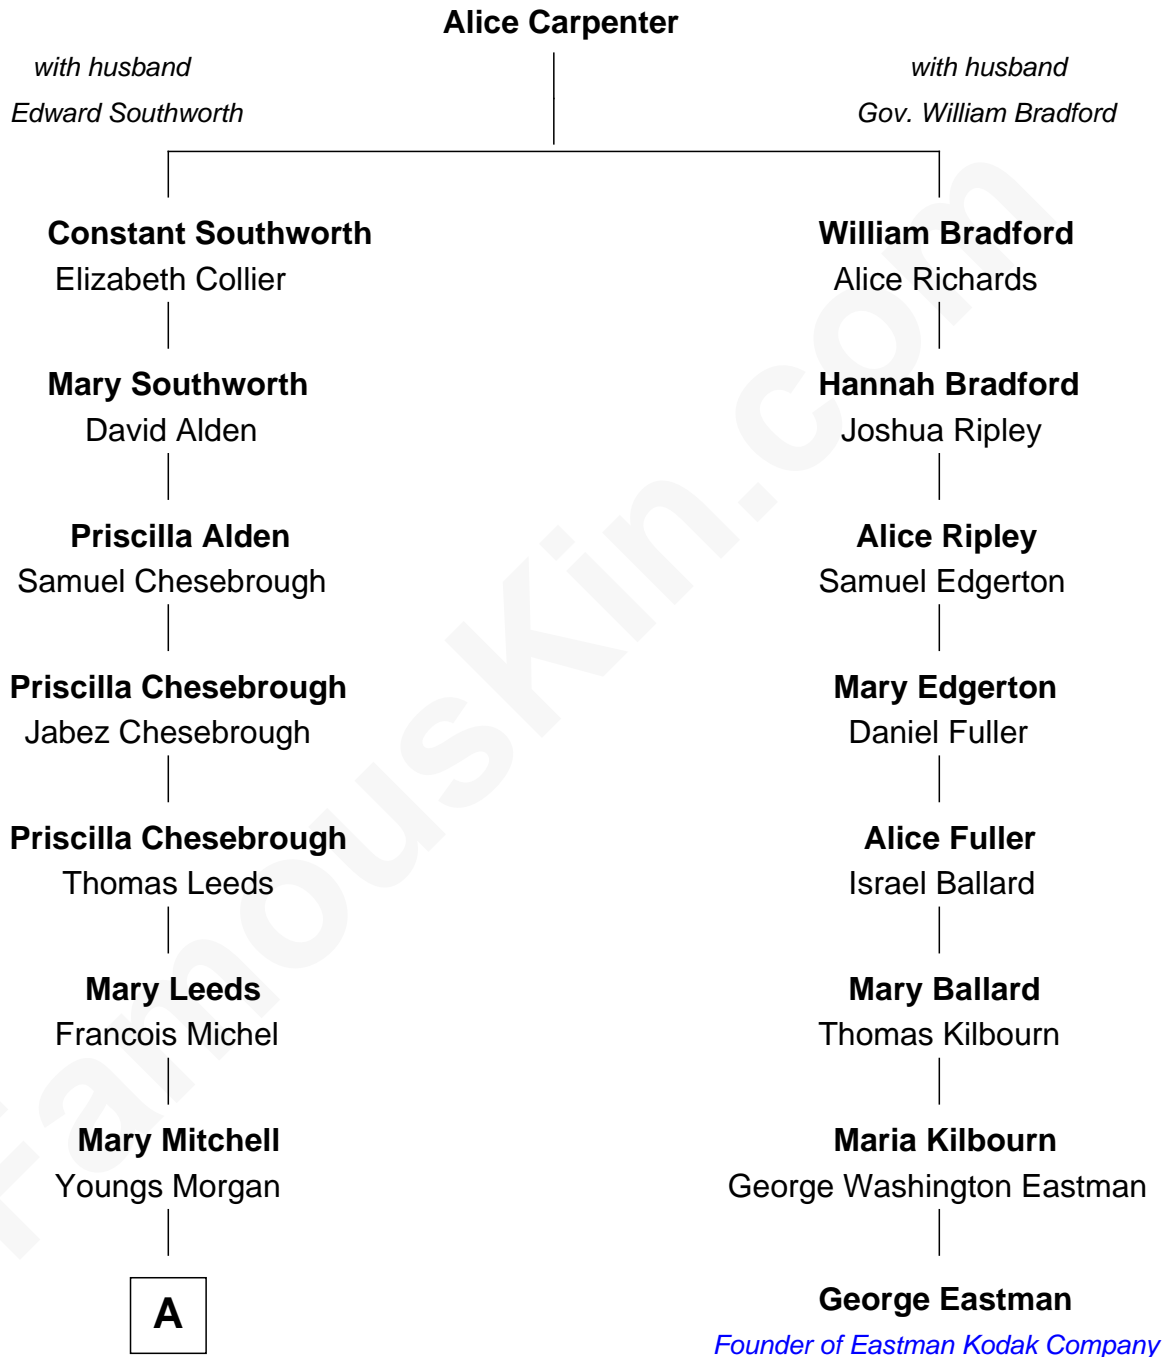 Alice Carpenter
with husband
Edward Southworth
with husband
Gov. William Bradford
Constant Southworth
Elizabeth Collier
Mary Southworth
David Alden
Priscilla Alden
Samuel Chesebrough
Priscilla Chesebrough
Jabez Chesebrough
Priscilla Chesebrough
Thomas Leeds
Mary Leeds
Francois Michel
Mary Mitchell
Youngs Morgan
A
William Bradford
Alice Richards
Hannah Bradford
Joshua Ripley
Alice Ripley
Samuel Edgerton
Mary Edgerton
Daniel Fuller
Alice Fuller
Israel Ballard
Mary Ballard
Thomas Kilbourn
Maria Kilbourn
George Washington Eastman
George Eastman
Founder of Eastman Kodak Company
FamousKin.com